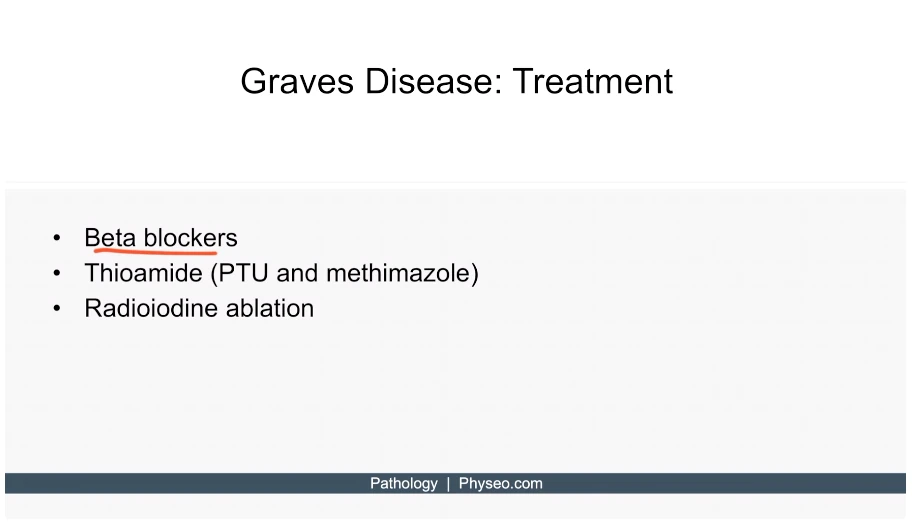 Graves Disease: Treatment
• Beta blockers
• Thioamide (PTU and methimazole)
• Radioiodine ablation
Pathology | Physeo.com